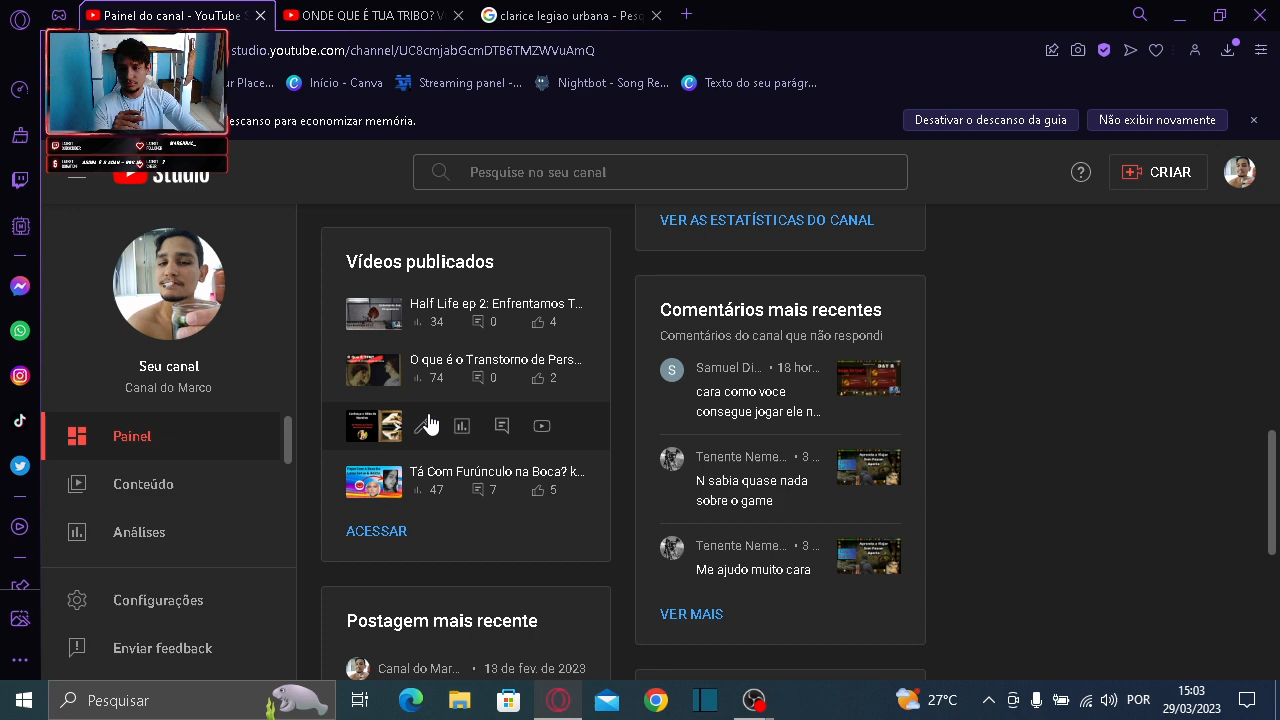 Painel do canal - YouTube S
ONDE QUE É TUA TRIBO? V
clara legiao urbana - Pesc
studio.youtube.com/channel/
ur Place...
Início - Canva
Streaming panel -...
Nightbot - Song Re...
Texto do seu parágr...
escanso para economizar memória.
Desativar o descanso da guia
Não exibir novamente
Studio
Pesquise no seu canal
CRIAR
Seu canal
Canal do Marco
Painel
Conteúdo
Análises
Configurações
Enviar feedback
Vídeos publicados
Half Life ep 2: Enfrentamos T...
34 0 4
O que é o Transtorno de Pers...
74 0 2
Tá Com Furúnculo na Boca? k...
47 7 5
ACESSAR
Postagem mais recente
Canal do Mar... • 13 de fev. de 2023
VER AS ESTATÍSTICAS DO CANAL
Comentários mais recentes
Comentários do canal que não respondi
S
Samuel Di... • 18 hor...
cara como voce
consegue jogar? o n...
Tenente Neme... • 3 ...
N sabia quase nada
sobre o game
Tenente Neme... • 3 ...
Me ajudo muito cara
VER MAIS
Pesquisar
27°C
POR
15:03
29/03/2023